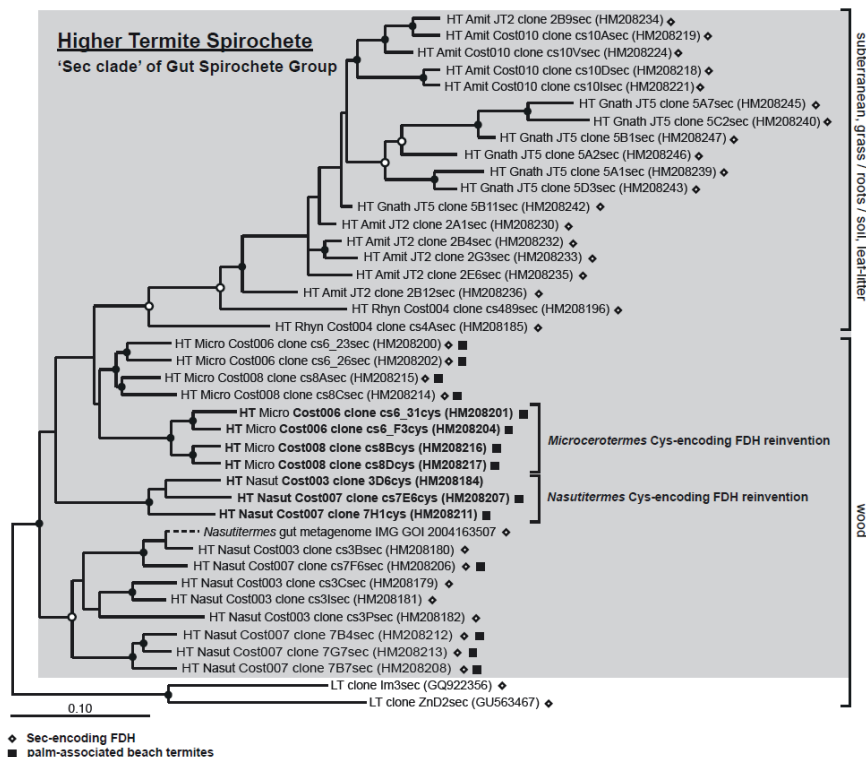 Higher Termite Spirochete
'Sec clade' of Gut Spirochete Group
HT Amit JT2 clone 2B9sec (HM208234)
HT Amit Cost010 clone cs10Asec (HM208219)
HT Amit Cost010 clone cs10Vsec (HM208224)
HT Amit Cost010 clone cs10Dsec (HM208218)
HT Amit Cost010 clone cs10Isec (HM208221)
HT Gnath JT5 clone 5A7sec (HM208245)
HT Gnath JT5 clone 5C2sec (HM208240)
HT Gnath JT5 clone 5B1sec (HM208247)
HT Gnath JT5 clone 5A2sec (HM208246)
HT Gnath JT5 clone 5A1sec (HM208239)
HT Gnath JT5 clone 5D3sec (HM208243)
HT Gnath JT5 clone 5B11sec (HM208242)
HT Amit JT2 clone 2A1sec (HM208230)
HT Amit JT2 clone 2B4sec (HM208232)
HT Amit JT2 clone 2G3sec (HM208233)
HT Amit JT2 clone 2E6sec (HM208235)
HT Amit JT2 clone 2B12sec (HM208236)
HT Rhyn Cost004 clone cs489sec (HM208196)
HT Rhyn Cost004 clone cs4Asec (HM208185)
subterranean, grass / roots / soil, leaf-litter
HT Micro Cost006 clone cs6_23sec (HM208200)
HT Micro Cost006 clone cs6_26sec (HM208202)
HT Micro Cost008 clone cs8Asec (HM208215)
HT Micro Cost008 clone cs8Csec (HM208214)
HT Micro Cost006 clone cs6_31cys (HM208201)
HT Micro Cost006 clone cs6_F3cys (HM208204)
HT Micro Cost008 clone cs8Bcys (HM208216)
HT Micro Cost008 clone cs8Dcys (HM208217)
Microcerotermes Cys-encoding FDH reinvention
HT Nasut Cost003 clone 3D6cys (HM208184)
HT Nasut Cost007 clone cs7E6cys (HM208207)
HT Nasut Cost007 clone 7H1cys (HM208211)
Nasutitermes Cys-encoding FDH reinvention
Nasutitermes gut metagenome IMG GOI 2004163507
HT Nasut Cost003 clone cs3Bsec (HM208180)
HT Nasut Cost007 clone cs7F6sec (HM208206)
HT Nasut Cost003 clone cs3Csec (HM208179)
HT Nasut Cost003 clone cs3Isec (HM208181)
HT Nasut Cost003 clone cs3Psec (HM208182)
HT Nasut Cost007 clone 7B4sec (HM208212)
HT Nasut Cost007 clone 7G7sec (HM208213)
HT Nasut Cost007 clone 7B7sec (HM208208)
LT clone lm3sec (GQ922356)
LT clone ZnD2sec (GU563467)
wood
0.10
Sec-encoding FDH
palm-associated beach termites